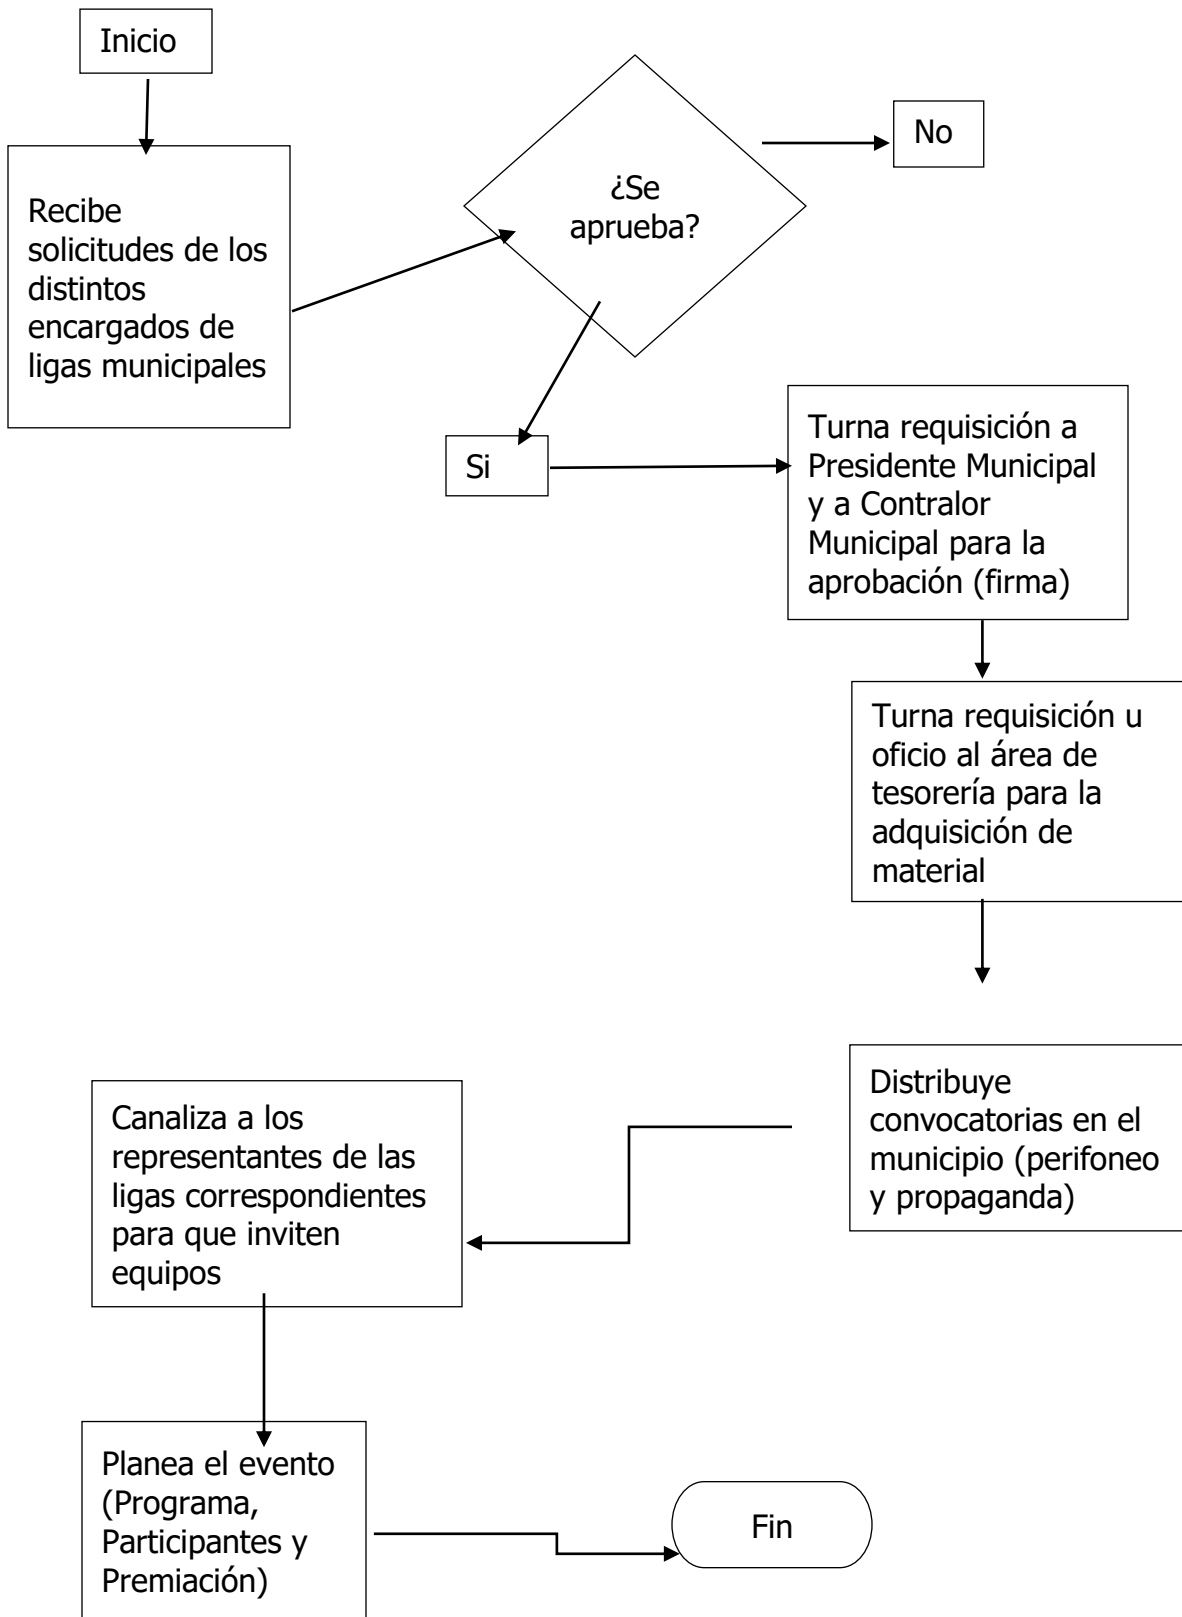 Inicio
Recibe
solicitudes de los
distintos
encargados de
ligas municipales
¿Se
aprueba?
No
Si
Turna requisición a
Presidente Municipal
y a Contralor
Municipal para la
aprobación (firma)
Turna requisición u
oficio al área de
tesorería para la
adquisición de
material
Distribuye
convocatorias en el
municipio (perifoneo
y propaganda)
Canaliza a los
representantes de las
ligas correspondientes
para que inviten
equipos
Planea el evento
(Programa,
Participantes y
Premiación)
Fin